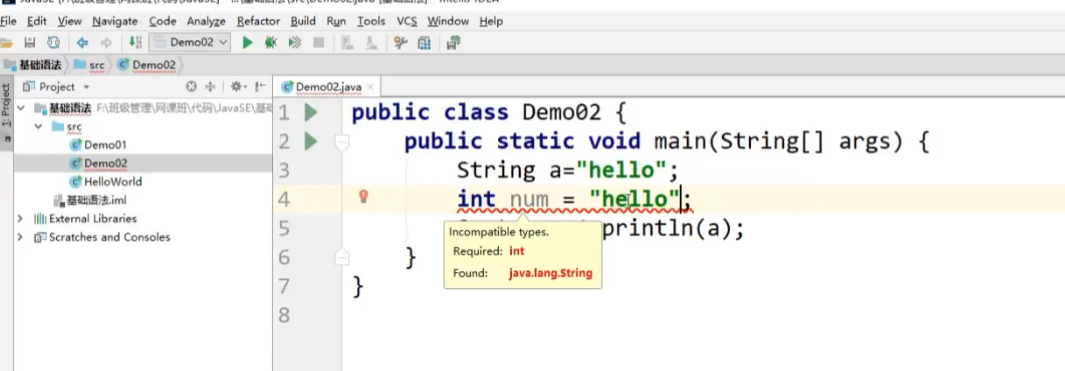 File Edit View Navigate Code Analyze Refactor Build Run Tools VCS Window Help
Demo02
基础语法 src Demo02
Project
Demo02.java
1: Project
基础语法 F:\班级管理\网课班\代码\JavaSE\基础
src
Demo01
Demo02
HelloWorld
基础语法.iml
External Libraries
Scratches and Consoles
1 public class Demo02 {
2 public static void main(String[] args) {
3 String a="hello";
4 int num = "hello";
5 println(a);
6 }
7 }
8
Incompatible types.
Required: int
Found: java.lang.String